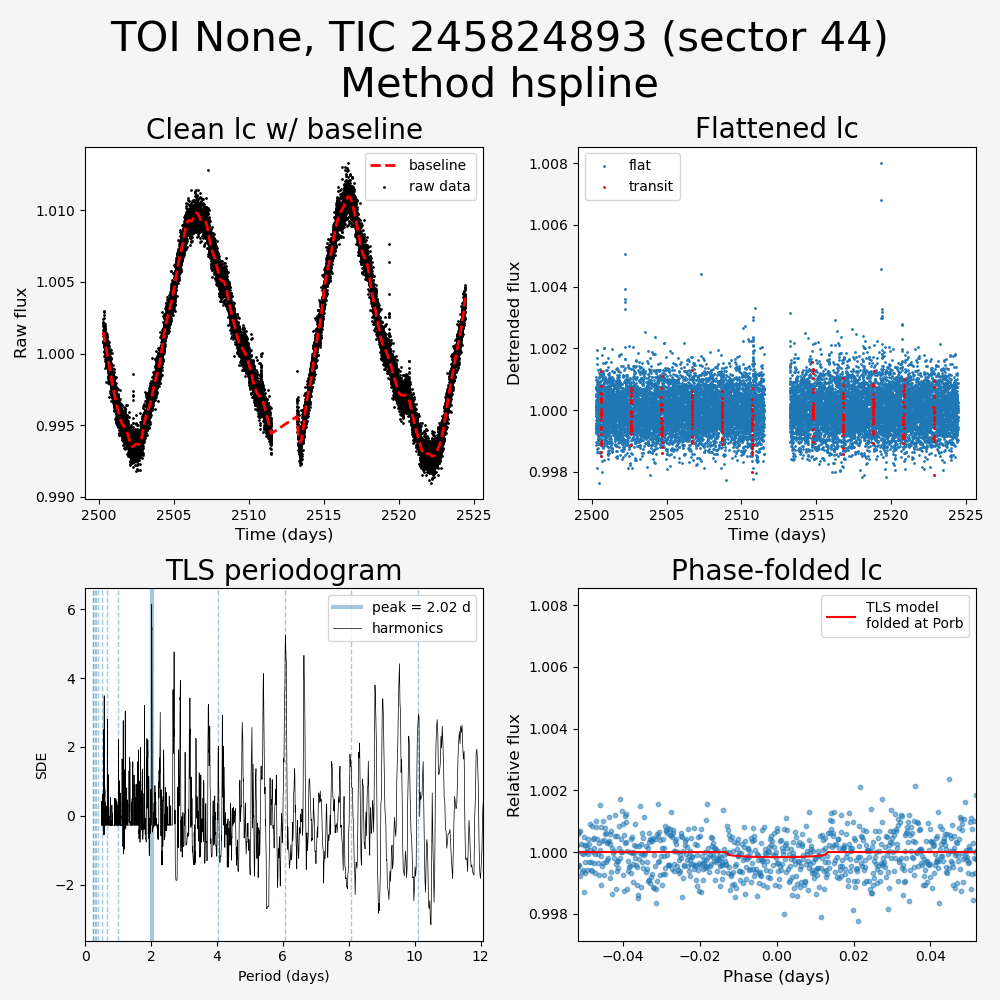 TOI None, TIC 245824893 (sector 44)
Method hspline
Clean lc w/ baseline
baseline
raw data
1.010
1.005
1.000
0.995
0.990
Raw flux
2500
2505
2510
2515
2520
2525
Time (days)
Flattened lc
flat
transit
1.008
1.006
1.004
1.002
1.000
0.998
Detrended flux
2500
2505
2510
2515
2520
2525
Time (days)
TLS periodogram
peak = 2.02 d
harmonics
6
4
2
0
−2
SDE
0
2
4
6
8
10
12
Period (days)
Phase-folded lc
TLS model
folded at Porb
1.008
1.006
1.004
1.002
1.000
0.998
Relative flux
−0.04
−0.02
0.00
0.02
0.04
Phase (days)